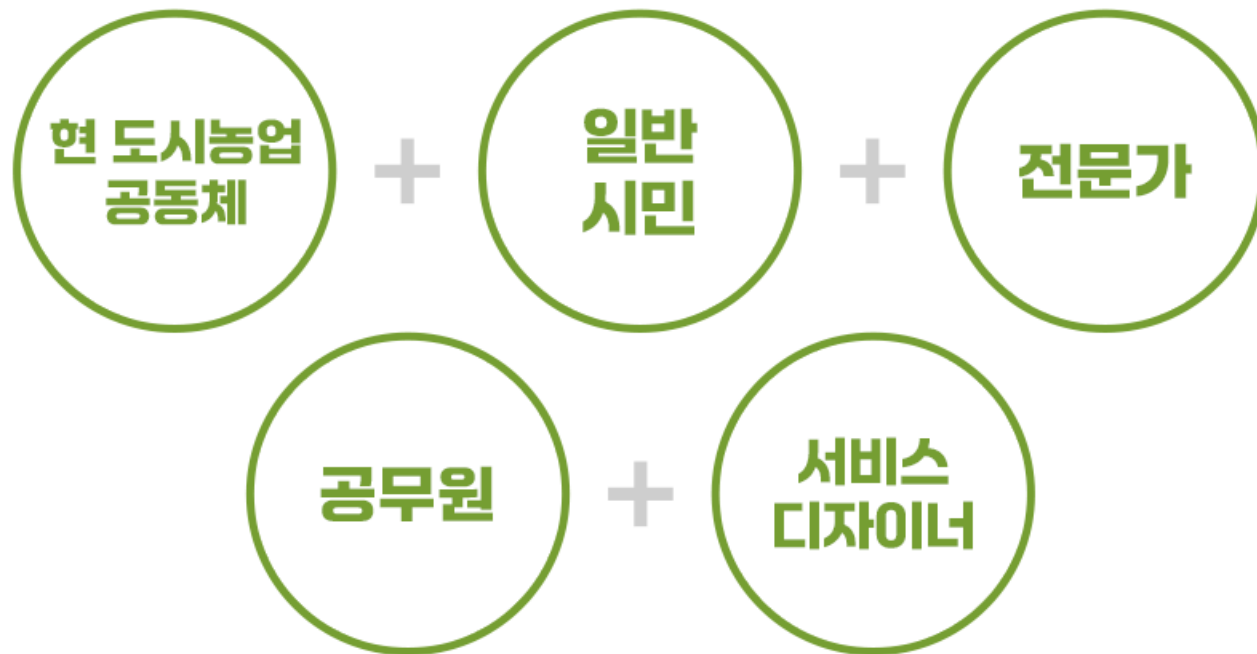 현 도시농업
공동체
+
일반
시민
+
전문가
공무원
+
서비스
디자이너